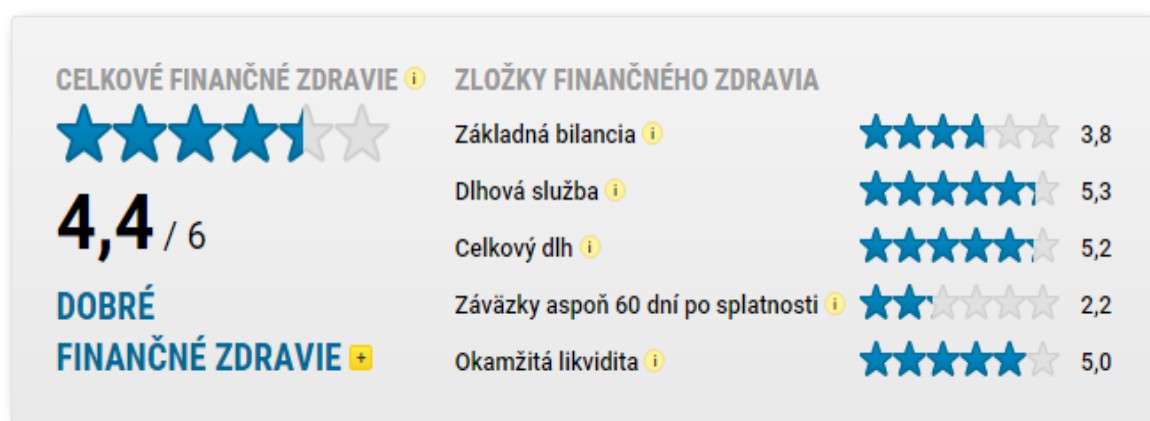 CELKOVÉ FINANČNÉ ZDRAVIE i
4,4 / 6
DOBRÉ
FINANČNÉ ZDRAVIE +
ZLOŽKY FINANČNÉHO ZDRAVIA
Základná bilancia i 3,8
Dlhová služba i 5,3
Celkový dlh i 5,2
Záväzky aspoň 60 dní po splatnosti i 2,2
Okamžitá likvidita i 5,0